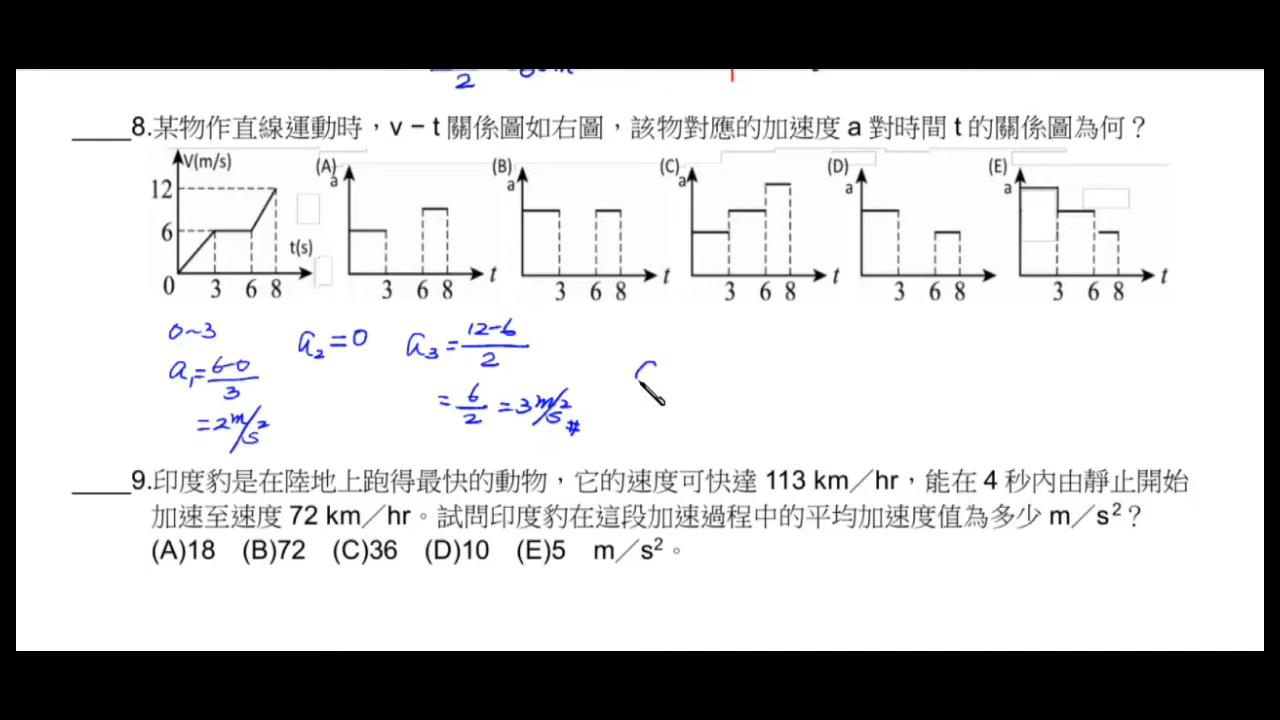 2
8.某物作直線運動時，v－t 關係圖如右圖，該物對應的加速度 a 對時間 t 的關係圖為何？
V(m/s) 12 6 0 3 6 8 t(s)
(A) a 3 6 8 t
(B) a 3 6 8 t
(C) a 3 6 8 t
(D) a 3 6 8
(E) a 3 6 8 t
0~3
a₁=6-0/3
=2m/s²
a₂=0
a₃=12-6/2
=6/2=3m/s²#
9.印度豹是在陸地上跑得最快的動物，它的速度可快達 113 km／hr，能在 4 秒內由靜止開始
加速至速度 72 km／hr。試問印度豹在這段加速過程中的平均加速度值為多少 m／s²？
(A)18 (B)72 (C)36 (D)10 (E)5 m／s²。